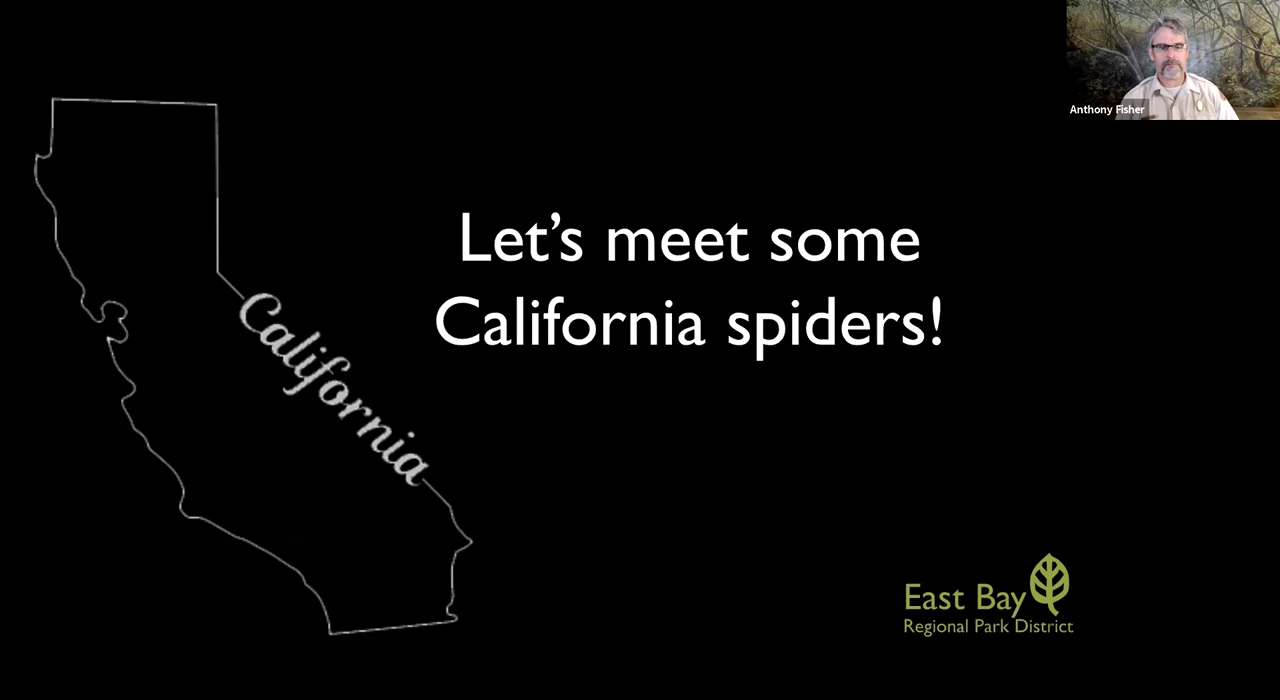 Anthony Fisher
Let’s meet some
California spiders!
California
East Bay
Regional Park District